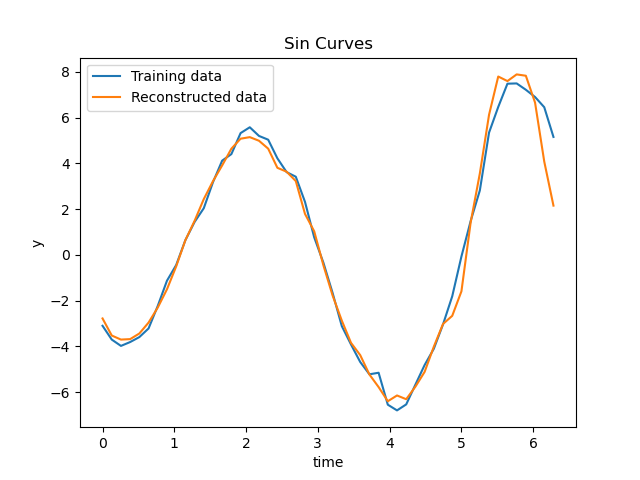 Sin Curves
Training data
Reconstructed data
8
6
4
2
0
−2
−4
−6
y
0 1 2 3 4 5 6
time